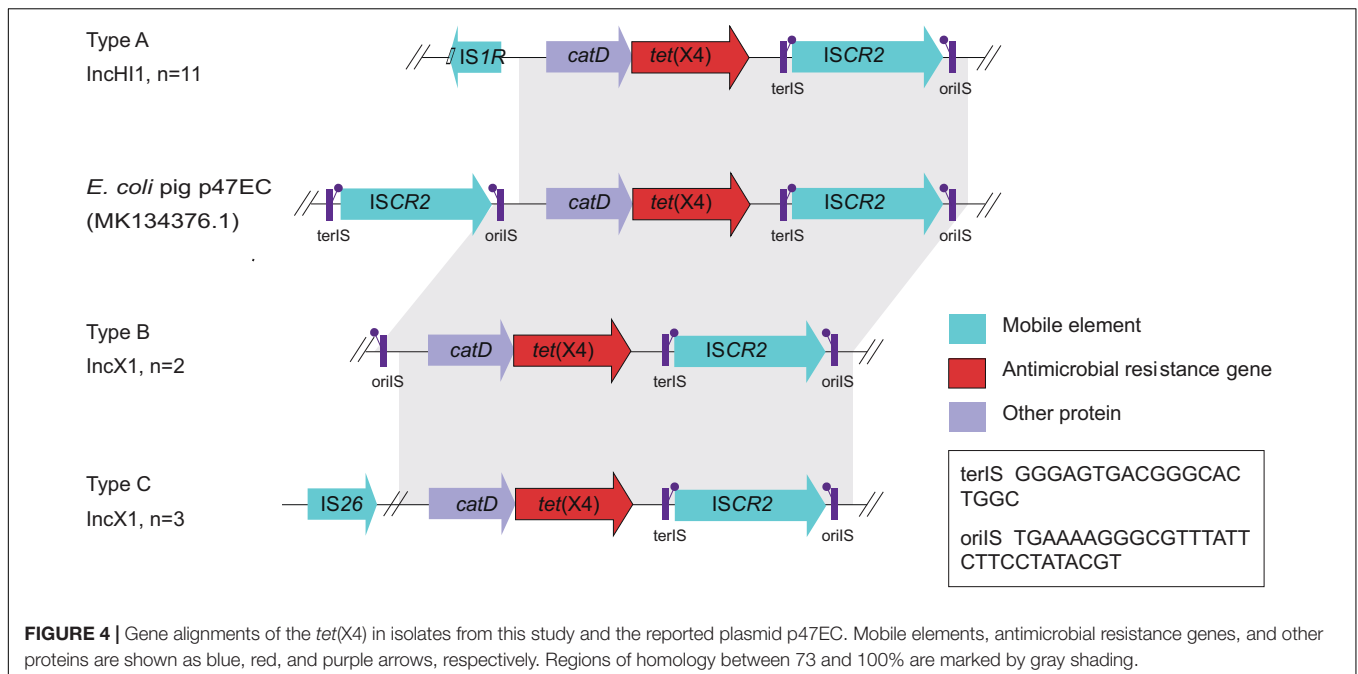 Type A
IncHI1, n=11
IS1R catD tet(X4) ISCR2
terIS oriIS
E. coli pig p47EC
(MK134376.1)
ISCR2 catD tet(X4) ISCR2
terIS oriIS terIS oriIS
.
Type B
IncX1, n=2
catD tet(X4) ISCR2
oriIS terIS oriIS
Type C
IncX1, n=3
IS26 catD tet(X4) ISCR2
terIS oriIS
Mobile element
Antimicrobial resistance gene
Other protein
terIS GGGAGTGACGGGCAC
TGGC
oriIS TGAAAAGGGCGTTTATT
CTTCCTATACGT
FIGURE 4 | Gene alignments of the tet(X4) in isolates from this study and the reported plasmid p47EC. Mobile elements, antimicrobial resistance genes, and other
proteins are shown as blue, red, and purple arrows, respectively. Regions of homology between 73 and 100% are marked by gray shading.